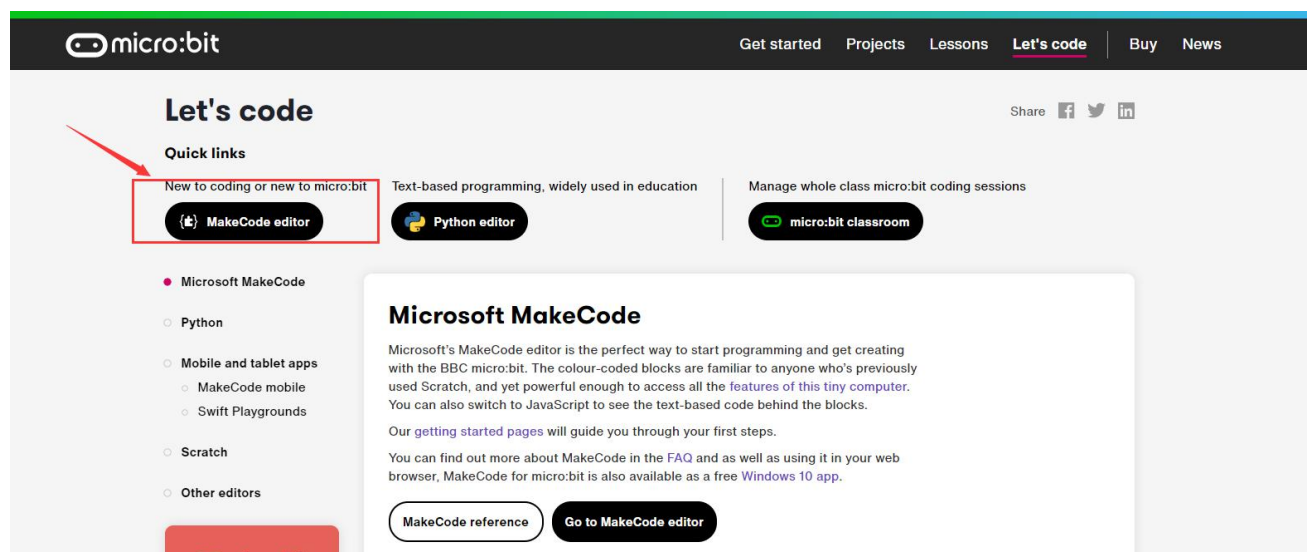 micro:bit
Get started Projects Lessons Let's code Buy News
Let's code
Share
Quick links
New to coding or new to micro:bit
MakeCode editor
Text-based programming, widely used in education
Python editor
Manage whole class micro:bit coding sessions
micro:bit classroom
Microsoft MakeCode
Python
Mobile and tablet apps
MakeCode mobile
Swift Playgrounds
Scratch
Other editors
Microsoft MakeCode
Microsoft's MakeCode editor is the perfect way to start programming and get creating
with the BBC micro:bit. The colour-coded blocks are familiar to anyone who's previously
used Scratch, and yet powerful enough to access all the features of this tiny computer.
You can also switch to JavaScript to see the text-based code behind the blocks.
Our getting started pages will guide you through your first steps.
You can find out more about MakeCode in the FAQ and as well as using it in your web
browser, MakeCode for micro:bit is also available as a free Windows 10 app.
MakeCode reference
Go to MakeCode editor